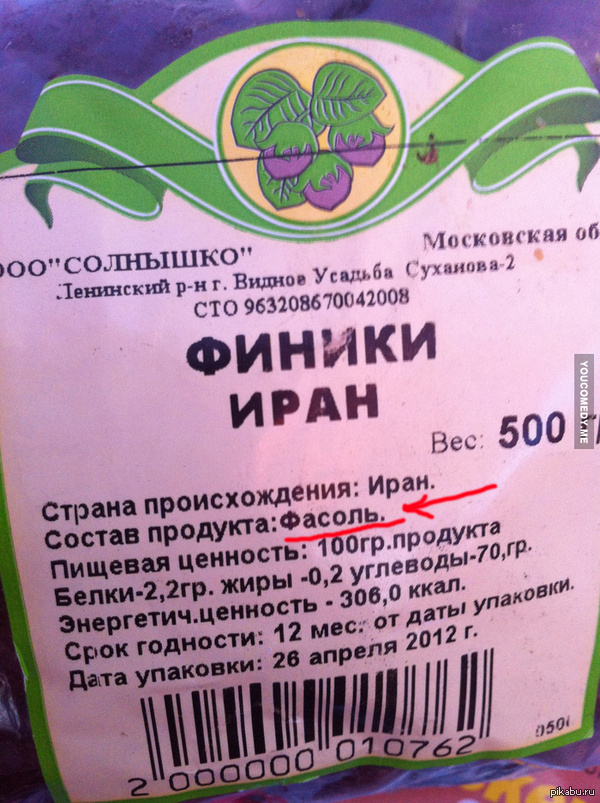 ООО"СОЛНЫШКО"
Московская об
Ленинский р-н г. Видное Усадьба Суханова-2
СТО 963208670042008
ФИНИКИ
ИРАН
Вес: 500
Страна происхождения: Иран.
Состав продукта:Фасоль.
Пищевая ценность: 100гр.продукта
Белки-2,2гр. жиры -0,2 углеводы-70,гр.
Энергетич.ценность - 306,0 ккал.
Срок годности: 12 мес. от даты упаковки.
Дата упаковки: 26 апреля 2012 г.
2 000000 010762
YOUCOMEDY.ME
pikabu.ru